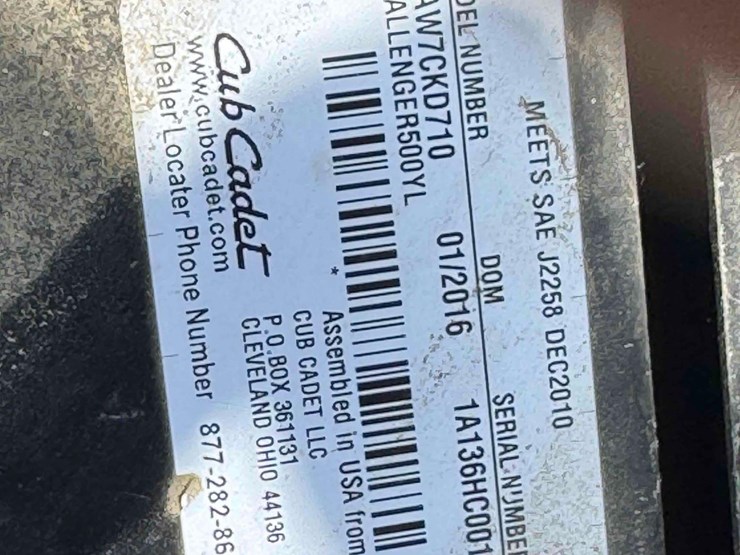 MEETS SAE J2258 DEC2010
DEL NUMBER DOM SERIAL NUMBE
AW7CKD710 01/2016 1A136HC001
ALLENGER500YL
* Assembled in USA from
CUB CADET LLC
P.O.BOX 361131
CLEVELAND OHIO 44136
Cub Cadet
www.cubcadet.com
Dealer Locater Phone Number 877-282-86